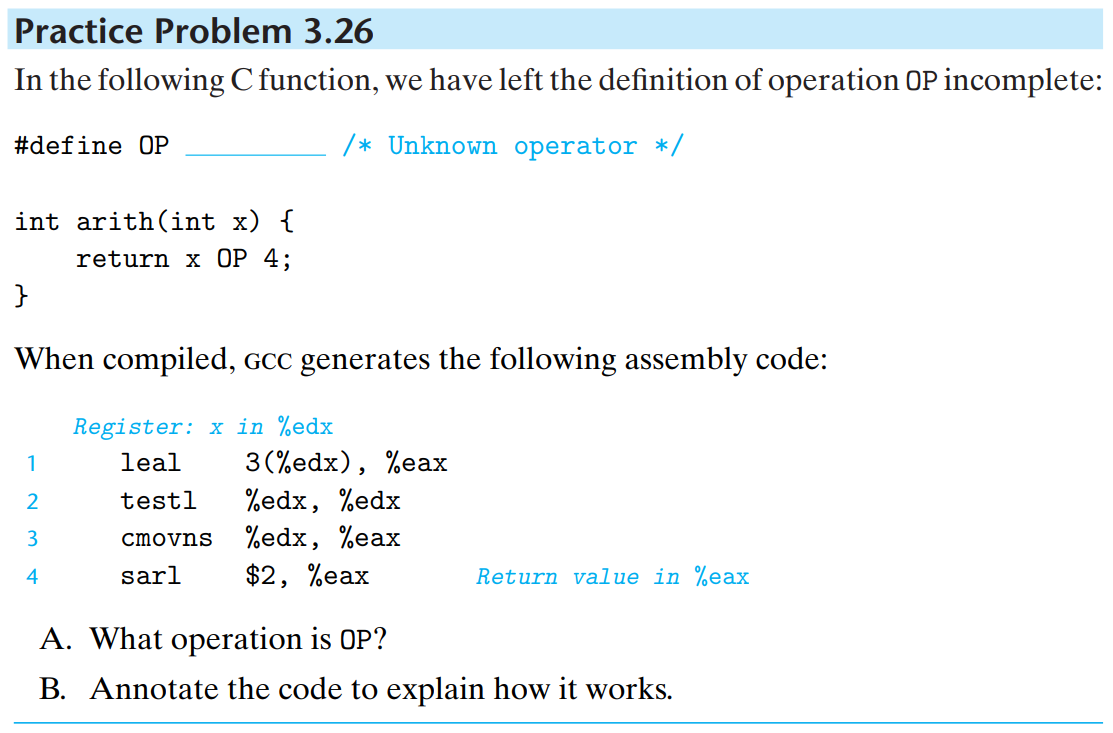 Practice Problem 3.26
In the following C function, we have left the definition of operation OP incomplete:
#define OP __________ /* Unknown operator */
int arith(int x) {
    return x OP 4;
}
When compiled, GCC generates the following assembly code:
Register: x in %edx
1 leal 3(%edx), %eax
2 testl %edx, %edx
3 cmovns %edx, %eax
4 sarl $2, %eax Return value in %eax
A. What operation is OP?
B. Annotate the code to explain how it works.